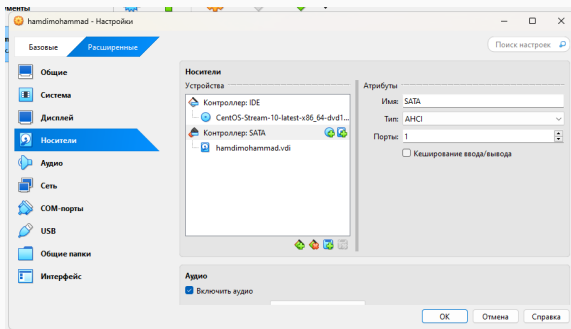 менты
hamdimohammad - Настройки
Базовые
Расширенные
Поиск настроек
Общие
Система
Дисплей
Носители
Аудио
Сеть
COM-порты
USB
Общие папки
Интерфейс
Носители
Устройства
Контроллер: IDE
CentOS-Stream-10-latest-x86_64-dvd1...
Контроллер: SATA
hamdimohammad.vdi
Атрибуты
Имя: SATA
Тип: AHCI
Порты: 1
Кеширование ввода/вывода
Аудио
Включить аудио
OK Отмена Справка